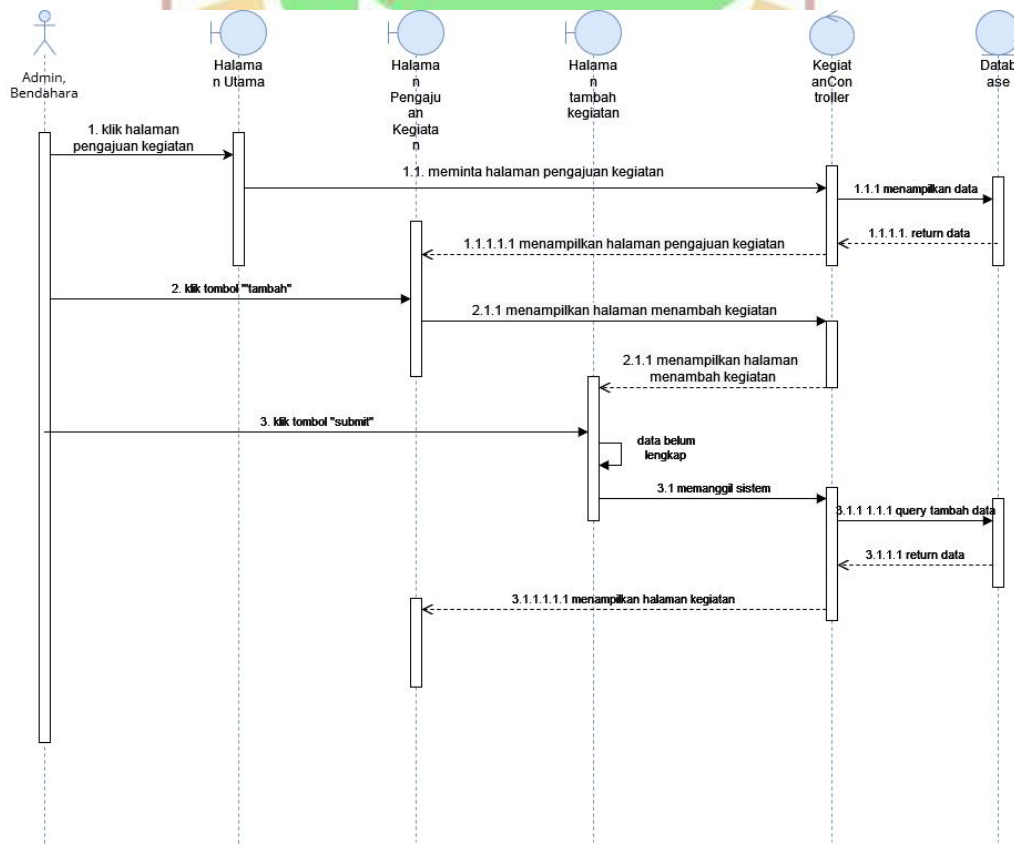 Admin,
Bendahara
Halama
n Utama
Halama
n
Pengaju
an
Kegiata
n
Halama
n
tambah
kegiatan
Kegiat
anCon
troller
Datab
ase
1. klik halaman
pengajuan kegiatan
1.1. meminta halaman pengajuan kegiatan
1.1.1 menampilkan data
1.1.1.1. return data
1.1.1.1.1 menampilkan halaman pengajuan kegiatan
2. klik tombol ""tambah"
2.1.1 menampilkan halaman menambah kegiatan
2.1.1 menampilkan halaman
menambah kegiatan
3. klik tombol "submit"
data belum
lengkap
3.1 memanggil sistem
3.1.1 1.1.1 query tambah data
3.1.1.1 return data
3.1.1.1.1.1 menampilkan halaman kegiatan